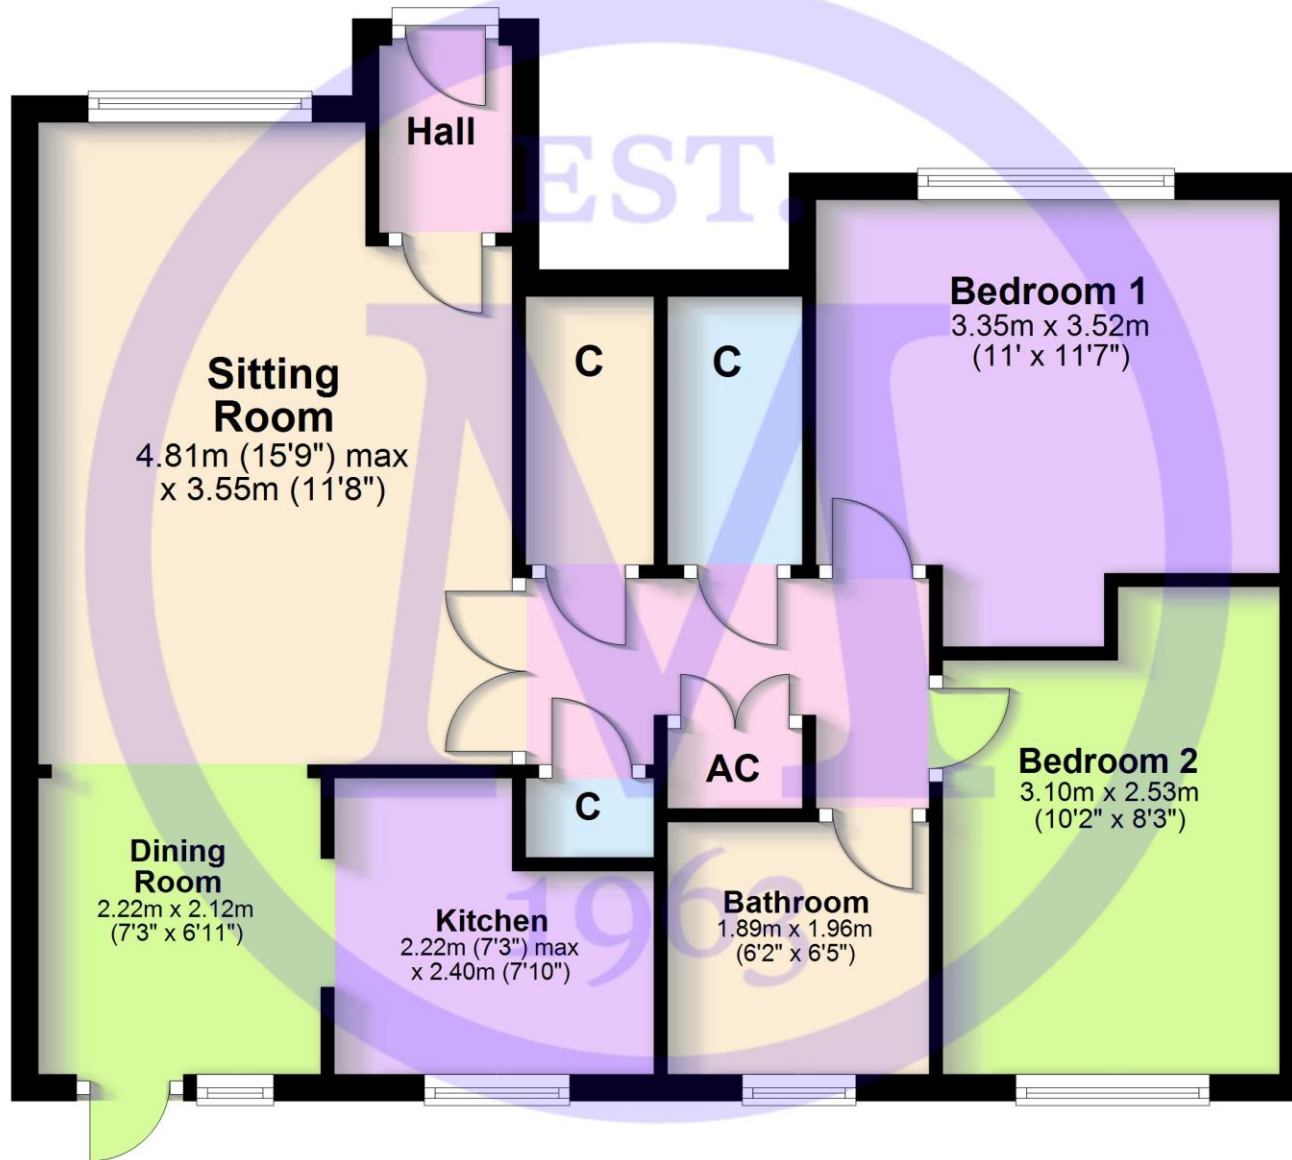 Hall
EST.
Bedroom 1
3.35m x 3.52m
(11' x 11'7")
C
C
Sitting
Room
4.81m (15'9") max
x 3.55m (11'8")
M
AC
Bedroom 2
3.10m x 2.53m
(10'2" x 8'3")
C
Dining
Room
2.22m x 2.12m
(7'3" x 6'11")
Kitchen
2.22m (7'3") max
x 2.40m (7'10")
Bathroom
1.89m x 1.96m
(6'2" x 6'5")
1963